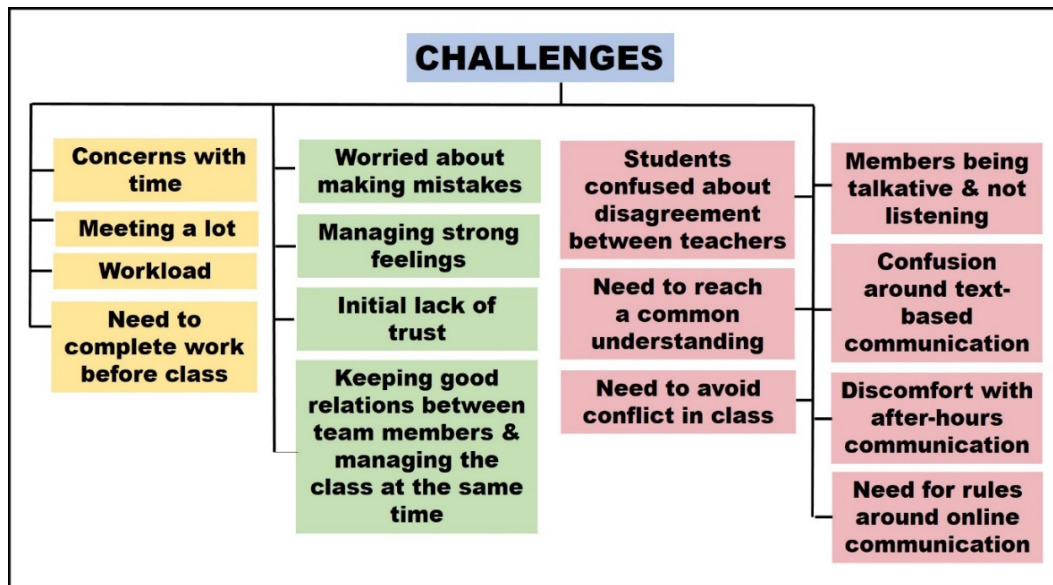 CHALLENGES
Concerns with
time
Meeting a lot
Workload
Need to
complete work
before class
Worried about
making mistakes
Managing strong
feelings
Initial lack of
trust
Keeping good
relations between
team members &
managing the
class at the same
time
Students
confused about
disagreement
between teachers
Need to reach
a common
understanding
Need to avoid
conflict in class
Members being
talkative & not
listening
Confusion
around text-
based
communication
Discomfort with
after-hours
communication
Need for rules
around online
communication